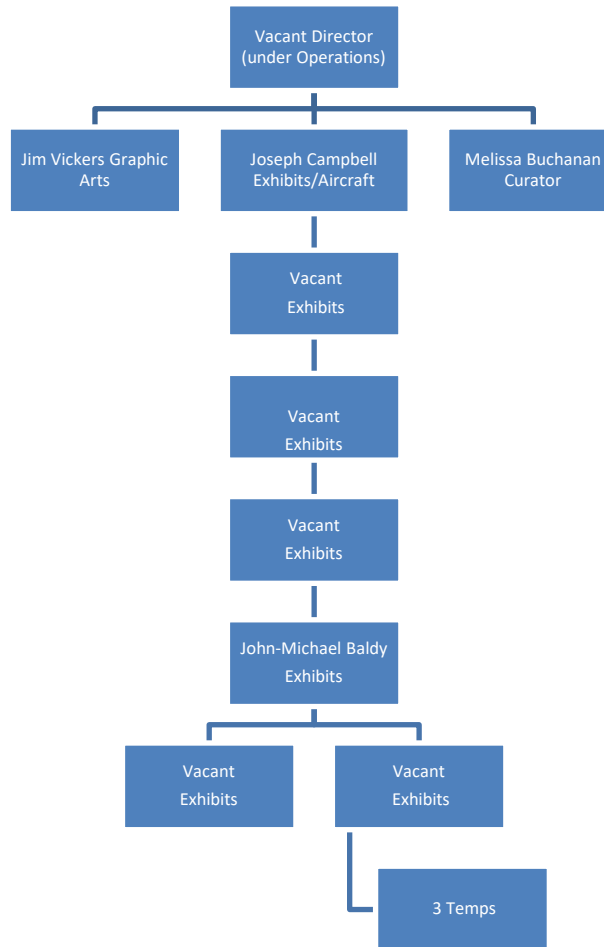 Vacant Director
(under Operations)
Jim Vickers Graphic
Arts
Joseph Campbell
Exhibits/Aircraft
Melissa Buchanan
Curator
Vacant
Exhibits
Vacant
Exhibits
Vacant
Exhibits
John-Michael Baldy
Exhibits
Vacant
Exhibits
Vacant
Exhibits
3 Temps